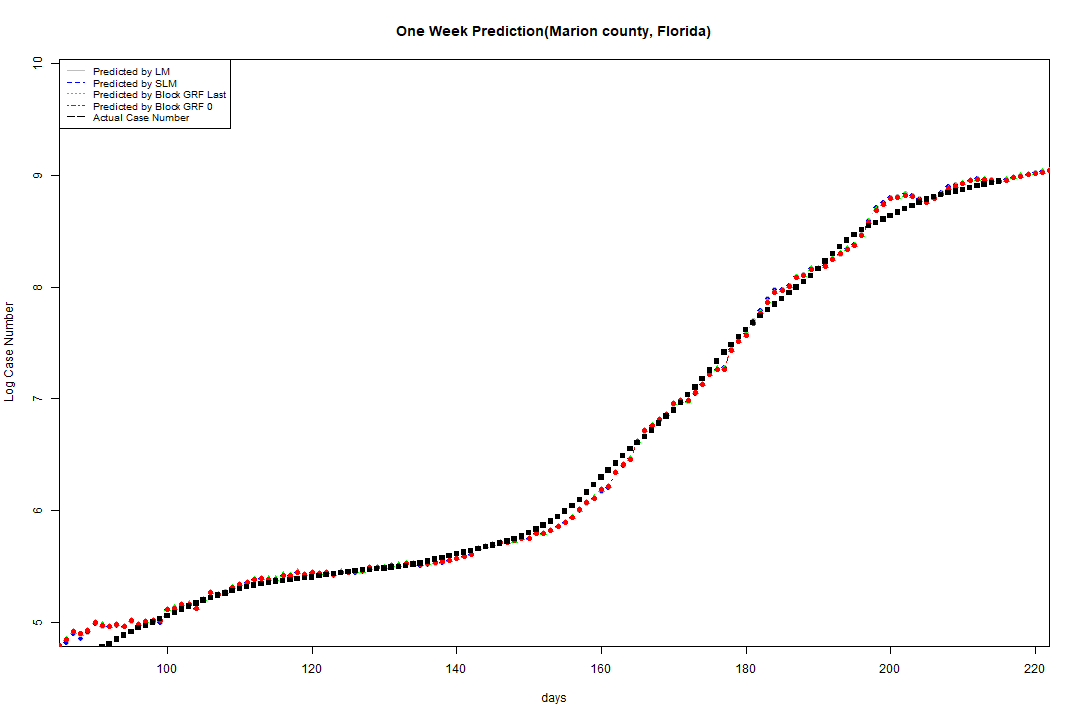 One Week Prediction(Marion county, Florida)
10
Predicted by LM
Predicted by SLM
Predicted by Block GRF Last
Predicted by Block GRF 0
Actual Case Number
9
8
7
6
5
Log Case Number
100 120 140 160 180 200 220
days